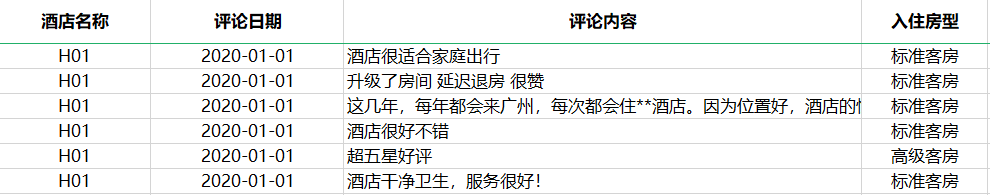 酒店名称 评论日期 评论内容 入住房型
H01 2020-01-01 酒店很适合家庭出行 标准客房
H01 2020-01-01 升级了房间 延迟退房 很赞 标准客房
H01 2020-01-01 这几年，每年都会来广州，每次都会住**酒店。因为位置好，酒店的 标准客房
H01 2020-01-01 酒店很好不错 标准客房
H01 2020-01-01 超五星好评 高级客房
H01 2020-01-01 酒店干净卫生，服务很好！ 标准客房